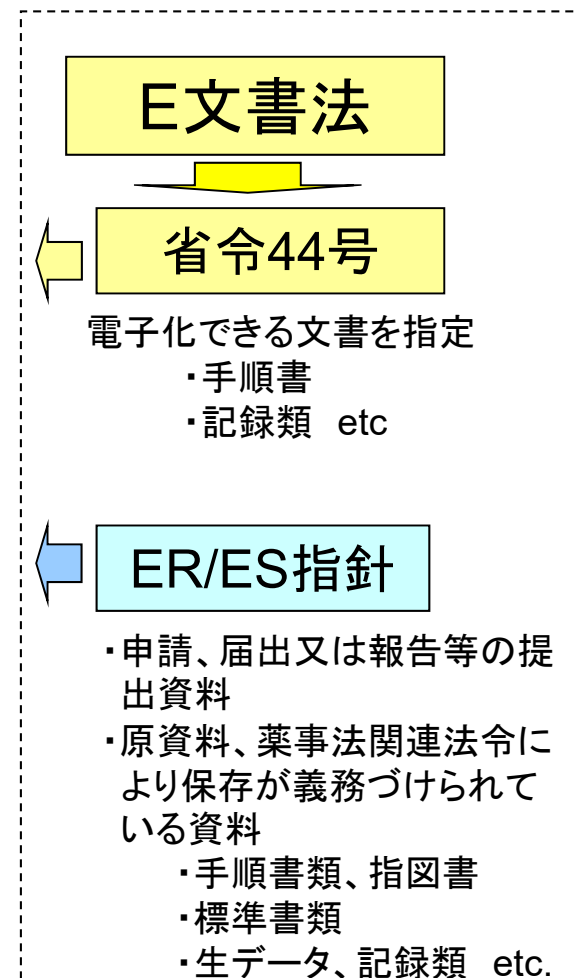 E文書法
省令44号
電子化できる文書を指定
・手順書
・記録類　etc
ER/ES指針
・申請、届出又は報告等の提
出資料
・原資料、薬事法関連法令に
より保存が義務づけられて
いる資料
・手順書類、指図書
・標準書類
・生データ、記録類　etc.